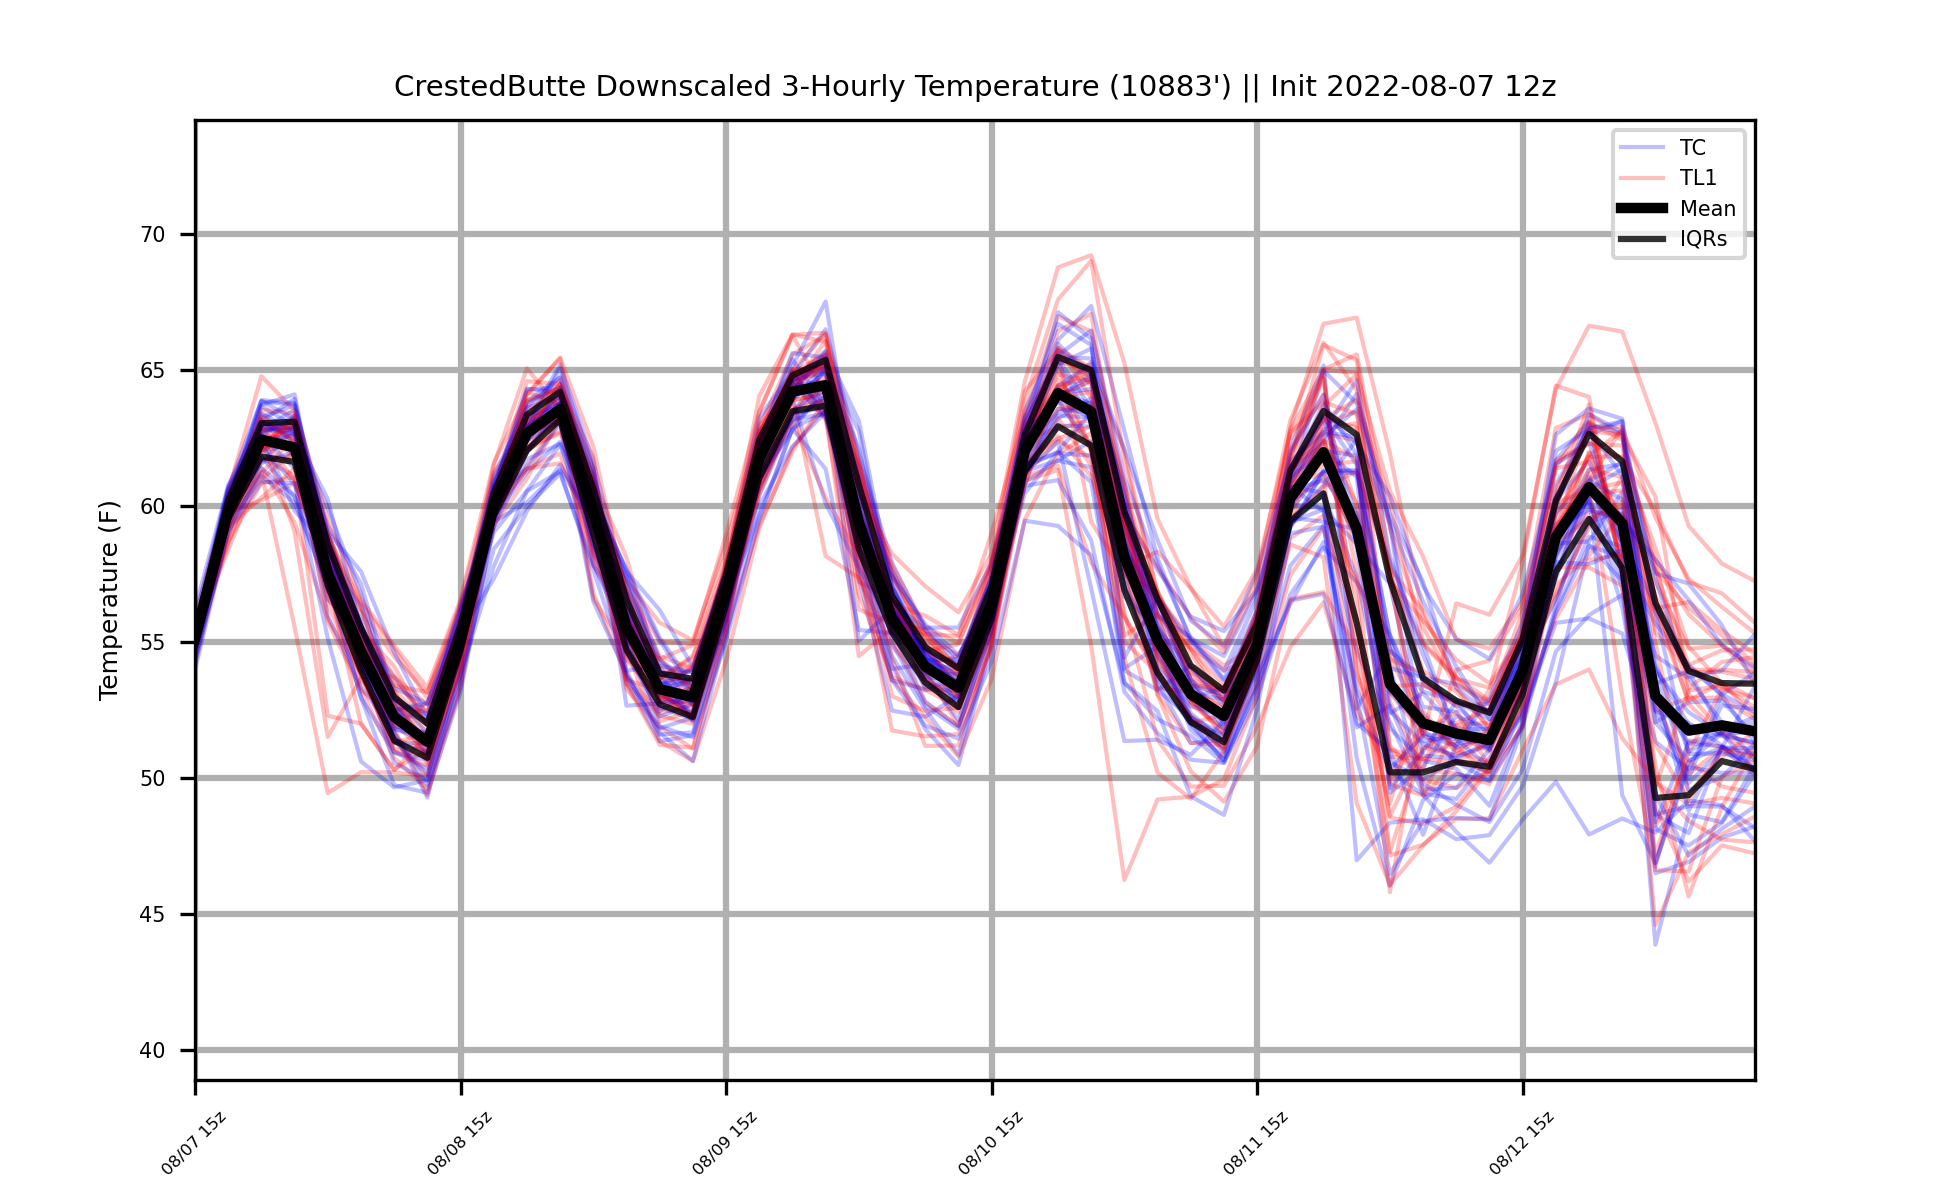 CrestedButte Downscaled 3-Hourly Temperature (10883') || Init 2022-08-07 12z
TC
TL1
Mean
IQRs
Temperature (F)
70
65
60
55
50
45
40
08/07 15z
08/08 15z
08/09 15z
08/10 15z
08/11 15z
08/12 15z